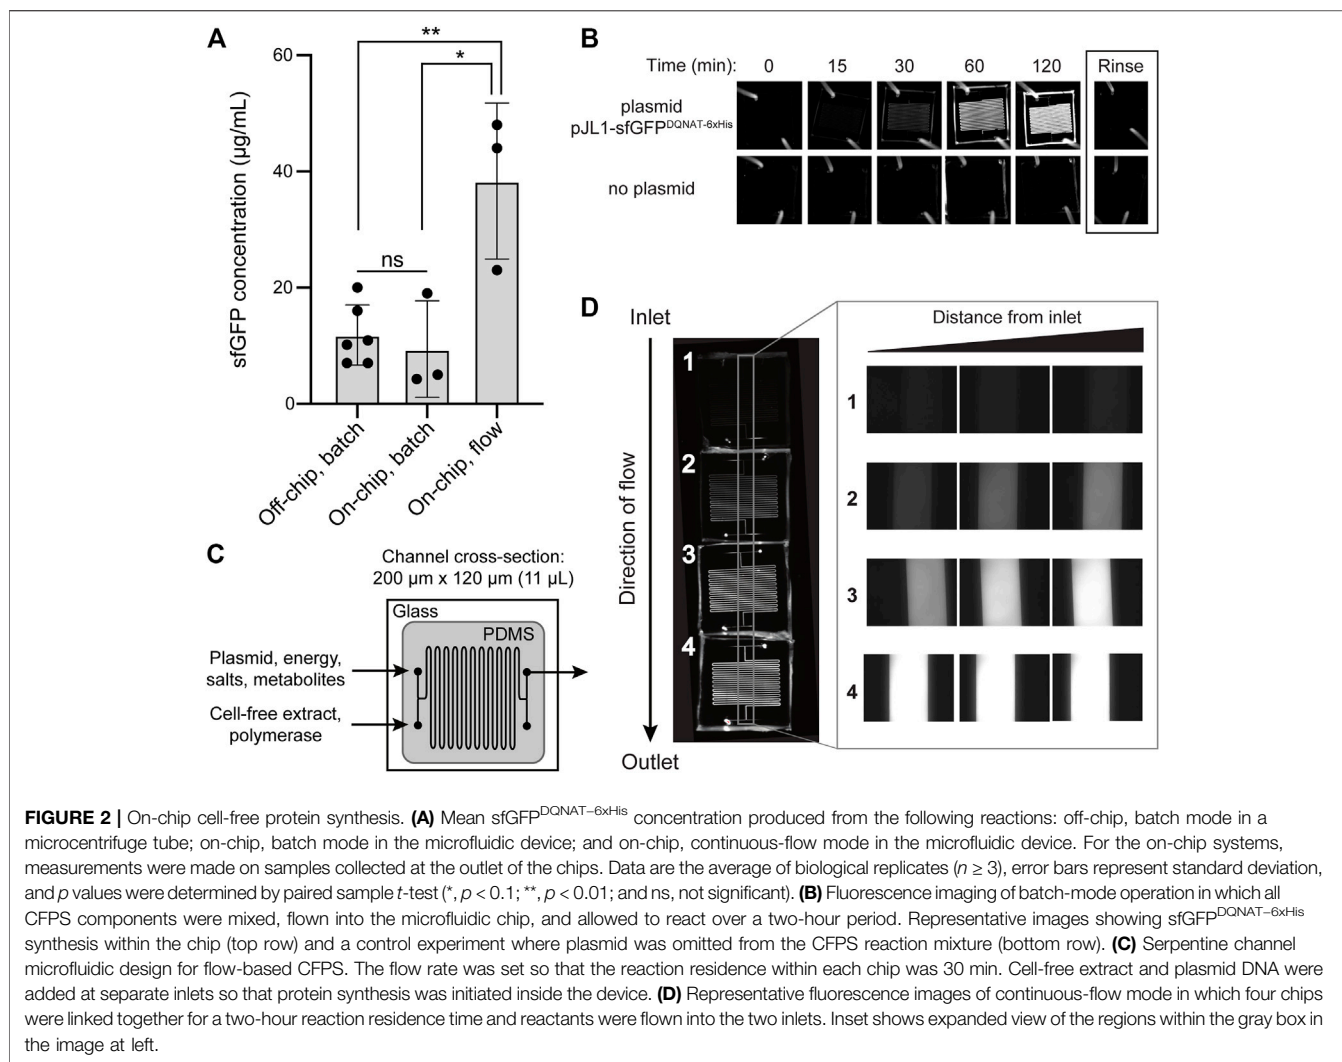 A
sfGFP concentration (µg/mL)
60
40
20
0
**
*
ns
Off-chip, batch
On-chip, batch
On-chip, flow
B
Time (min): 0 15 30 60 120 Rinse
plasmid
pJL1-sfGFPDQNAT-6xHis
no plasmid
C
Channel cross-section:
200 µm x 120 µm (11 µL)
Glass
PDMS
Plasmid, energy,
salts, metabolites
Cell-free extract,
polymerase
D
Inlet
Direction of flow
Outlet
1
2
3
4
Distance from inlet
1
2
3
4
FIGURE 2 | On-chip cell-free protein synthesis. (A) Mean sfGFPDQNAT–6xHis concentration produced from the following reactions: off-chip, batch mode in a
microcentrifuge tube; on-chip, batch mode in the microfluidic device; and on-chip, continuous-flow mode in the microfluidic device. For the on-chip systems,
measurements were made on samples collected at the outlet of the chips. Data are the average of biological replicates (n ≥ 3), error bars represent standard deviation,
and p values were determined by paired sample t-test (*, p < 0.1; **, p < 0.01; and ns, not significant). (B) Fluorescence imaging of batch-mode operation in which all
CFPS components were mixed, flown into the microfluidic chip, and allowed to react over a two-hour period. Representative images showing sfGFPDQNAT–6xHis
synthesis within the chip (top row) and a control experiment where plasmid was omitted from the CFPS reaction mixture (bottom row). (C) Serpentine channel
microfluidic design for flow-based CFPS. The flow rate was set so that the reaction residence within each chip was 30 min. Cell-free extract and plasmid DNA were
added at separate inlets so that protein synthesis was initiated inside the device. (D) Representative fluorescence images of continuous-flow mode in which four chips
were linked together for a two-hour reaction residence time and reactants were flown into the two inlets. Inset shows expanded view of the regions within the gray box in
the image at left.